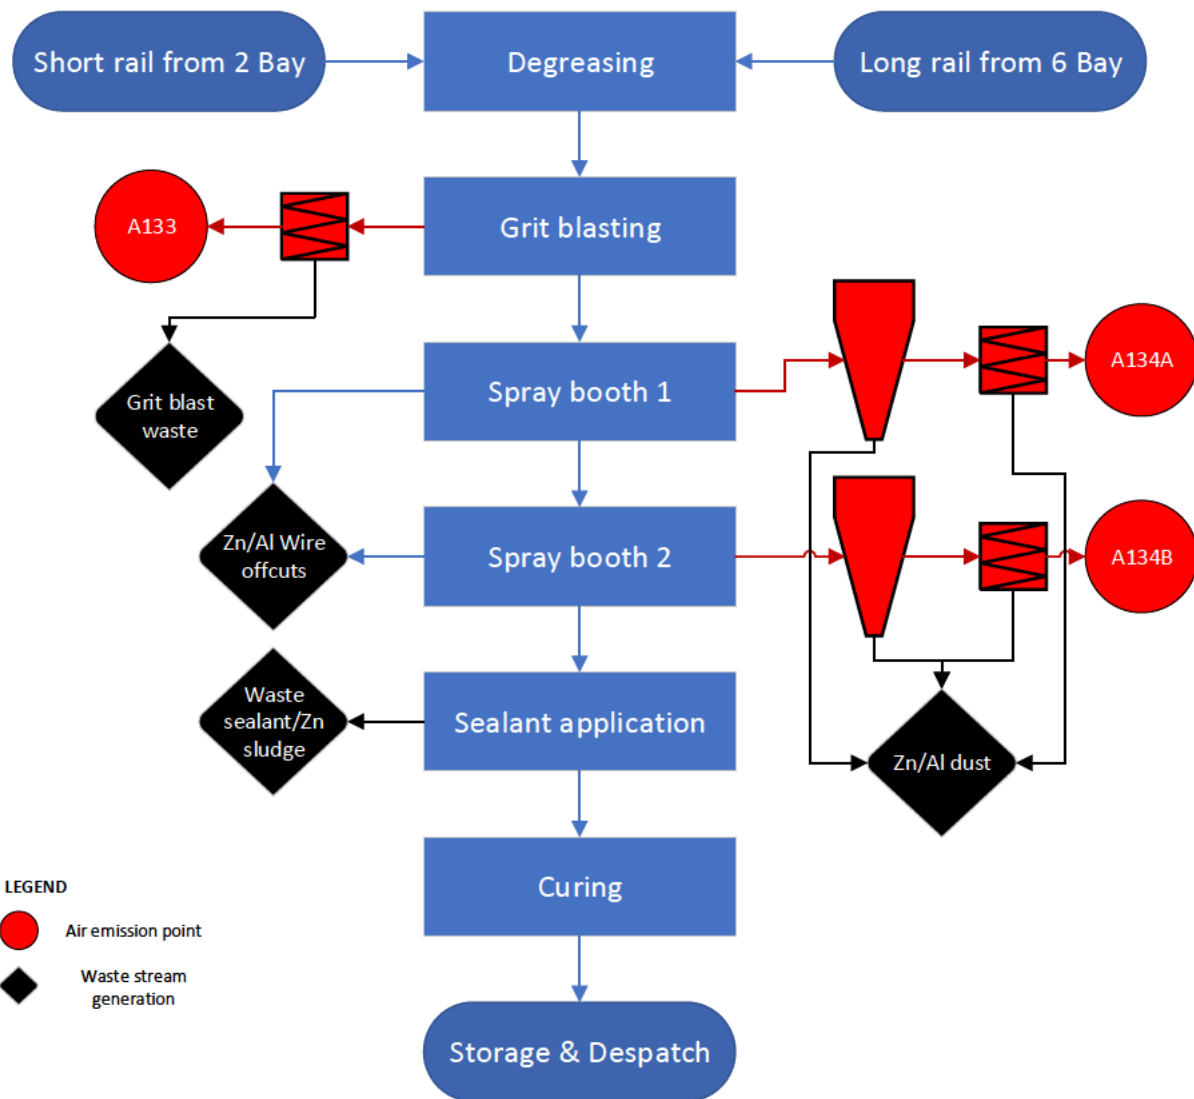 Short rail from 2 Bay
Degreasing
Long rail from 6 Bay
A133
Grit blasting
Grit blast
waste
Spray booth 1
A134A
Zn/Al Wire
offcuts
Spray booth 2
A134B
Waste
sealant/Zn
sludge
Sealant application
Zn/Al dust
Curing
LEGEND
Air emission point
Waste stream
generation
Storage & Despatch